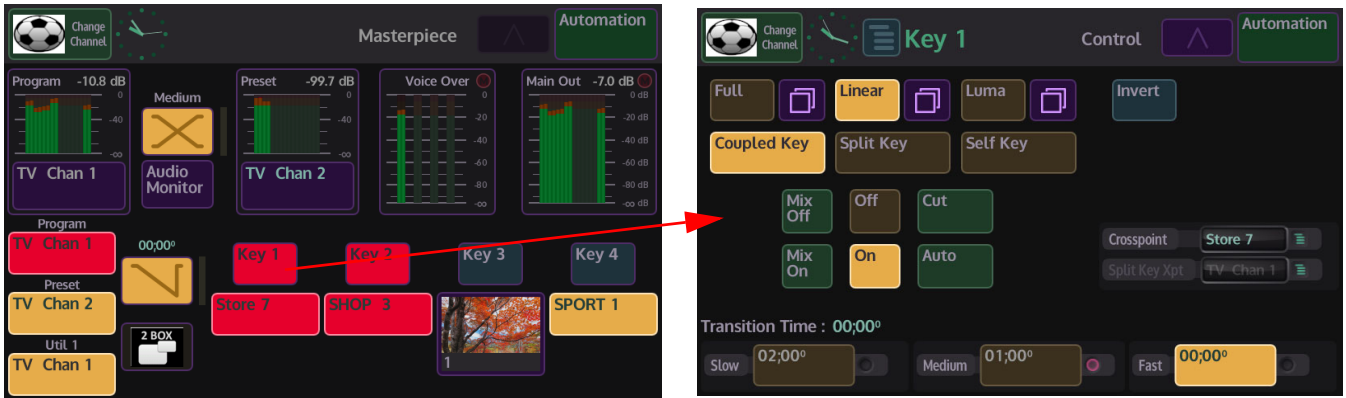 Change
Channel
Masterpiece
Automation
Program -10.8 dB
0
-40
-∞
TV Chan 1
Medium
Audio
Monitor
Preset -99.7 dB
0
-40
-∞
TV Chan 2
Voice Over
0
-20
-40
-60
-80
-∞
Main Out -7.0 dB
0 dB
-20 dB
-40 dB
-60 dB
-80 dB
-∞ dB
Program
TV Chan 1
Preset
TV Chan 2
Util 1
TV Chan 1
00;00⁰
2 BOX
Key 1
Key 2
Key 3
Key 4
Store 7
SHOP 3
1
SPORT 1
Change
Channel
Key 1
Control
Automation
Full
Linear
Luma
Invert
Coupled Key
Split Key
Self Key
Mix
Off
Off
Cut
Mix
On
On
Auto
Crosspoint
Store 7
Split Key Xpt
TV Chan 1
Transition Time : 00;00⁰
Slow
02;00⁰
Medium
01;00⁰
Fast
00;00⁰